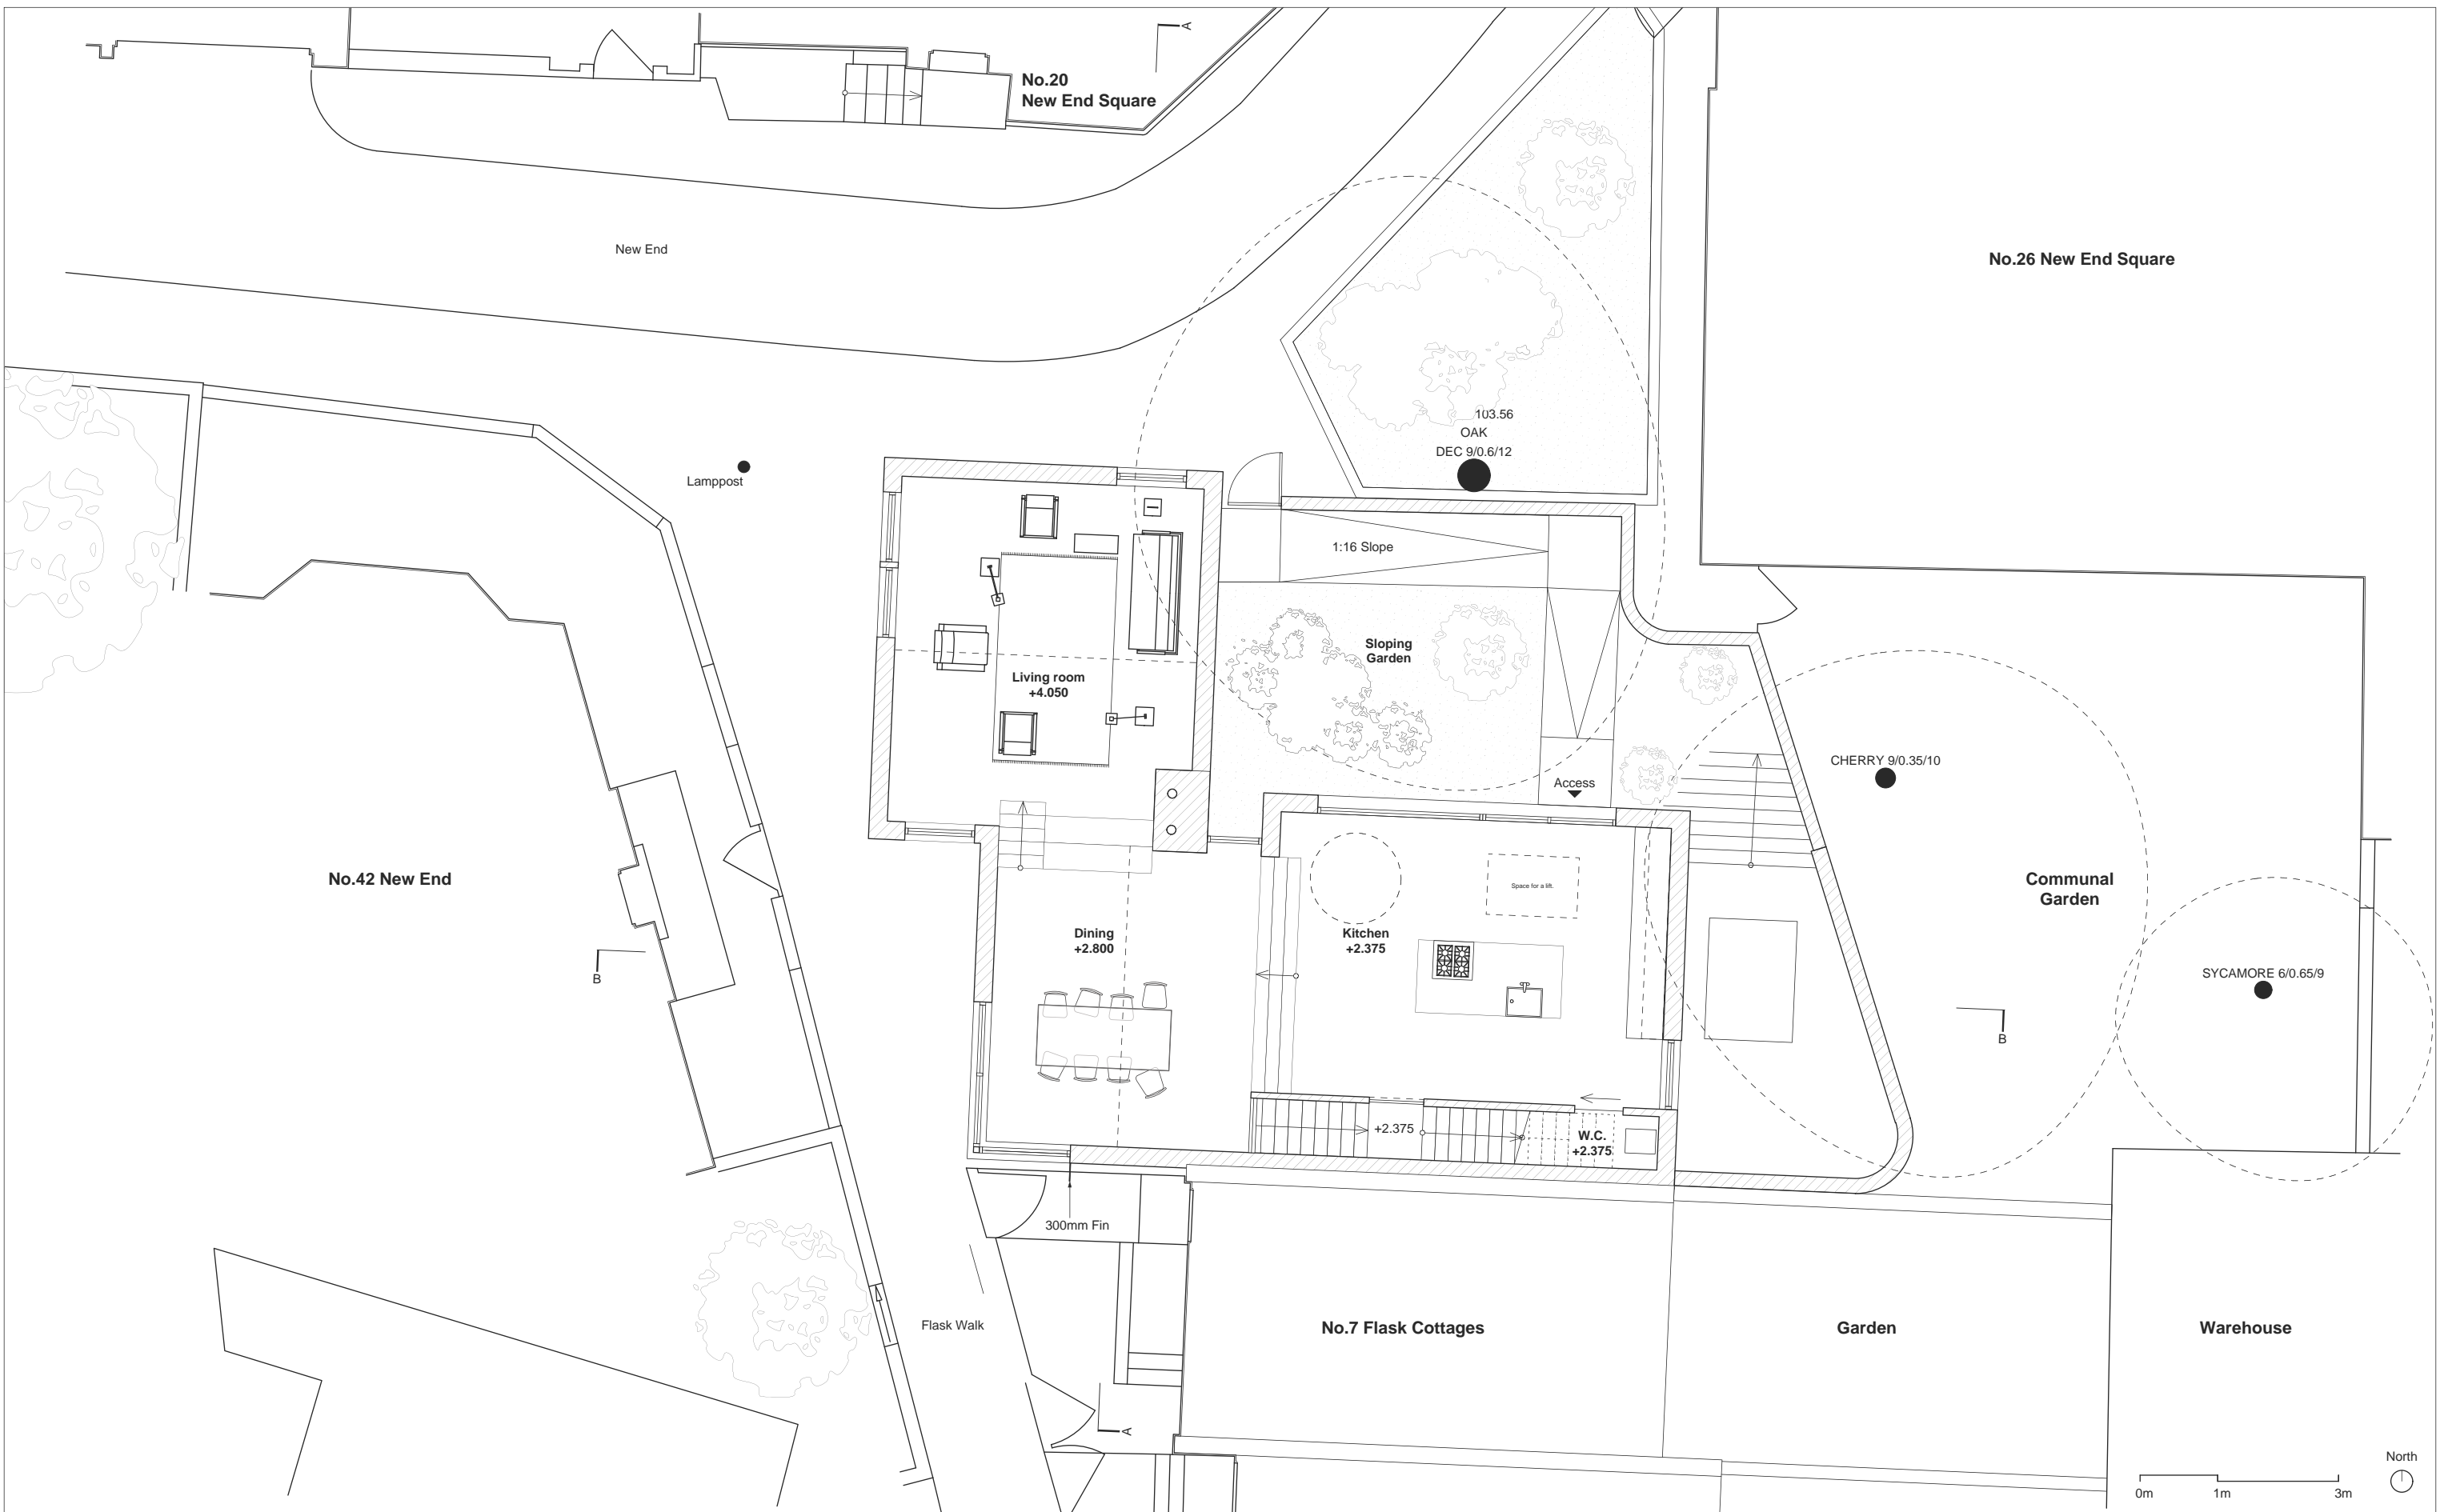 A
No.20
New End Square
New End
No.26 New End Square
103.56
OAK
DEC 9/0.6/12
Lamppost
1:16 Slope
Sloping
Garden
Living room
+4.050
Access
CHERRY 9/0.35/10
No.42 New End
Communal
Garden
Space for a lift.
Dining
+2.800
Kitchen
+2.375
B
SYCAMORE 6/0.65/9
B
+2.375
W.C.
+2.375
300mm Fin
Flask Walk
No.7 Flask Cottages
Garden
Warehouse
A
North
0m
1m
3m